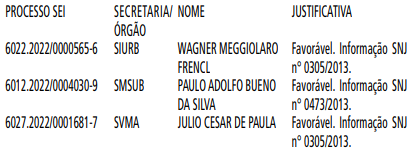 PROCESSO SEI SECRETARIA/ NOME JUSTIFICATIVA
ÓRGÃO
6022.2022/0000565-6 SIURB WAGNER MEGGIOLARO Favorável. Informação SNJ
FRENCL nº 0305/2013.
6012.2022/0004030-9 SMSUB PAULO ADOLFO BUENO Favorável. Informação SNJ
DA SILVA nº 0473/2013.
6027.2022/0001681-7 SVMA JULIO CESAR DE PAULA Favorável. Informação SNJ
nº 0305/2013.